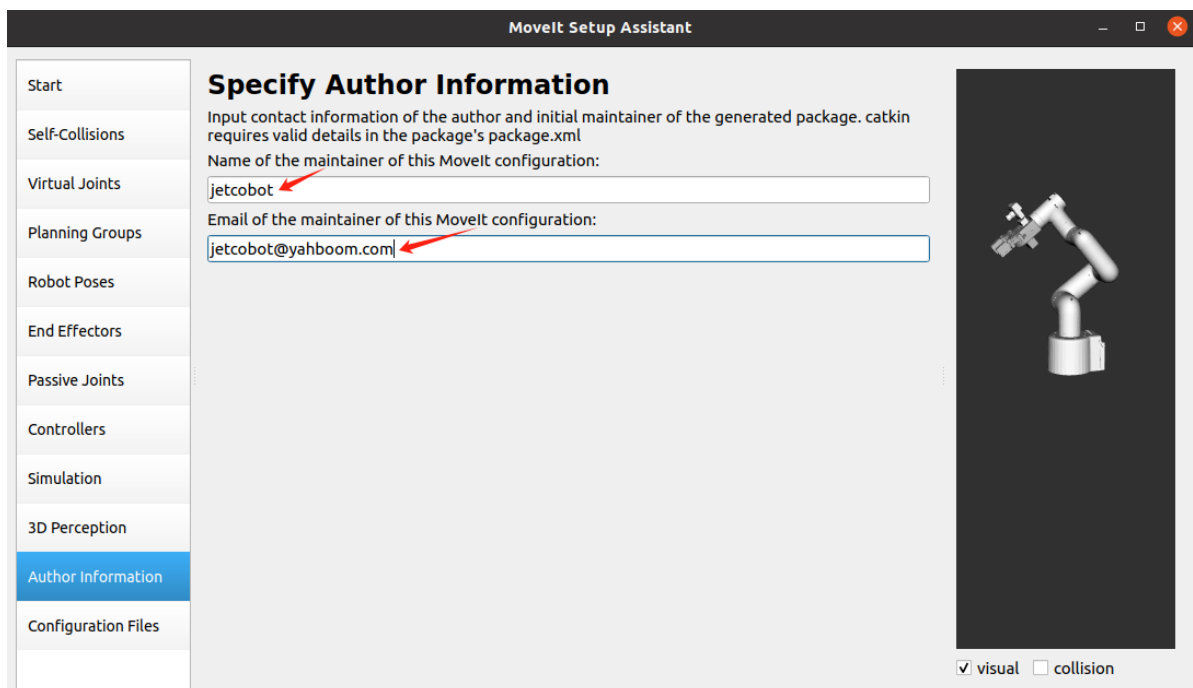 MoveIt Setup Assistant
Start
Self-Collisions
Virtual Joints
Planning Groups
Robot Poses
End Effectors
Passive Joints
Controllers
Simulation
3D Perception
Author Information
Configuration Files
Specify Author Information
Input contact information of the author and initial maintainer of the generated package. catkin
requires valid details in the package's package.xml
Name of the maintainer of this MoveIt configuration:
jetcobot
Email of the maintainer of this MoveIt configuration:
jetcobot@yahboom.com
visual
collision